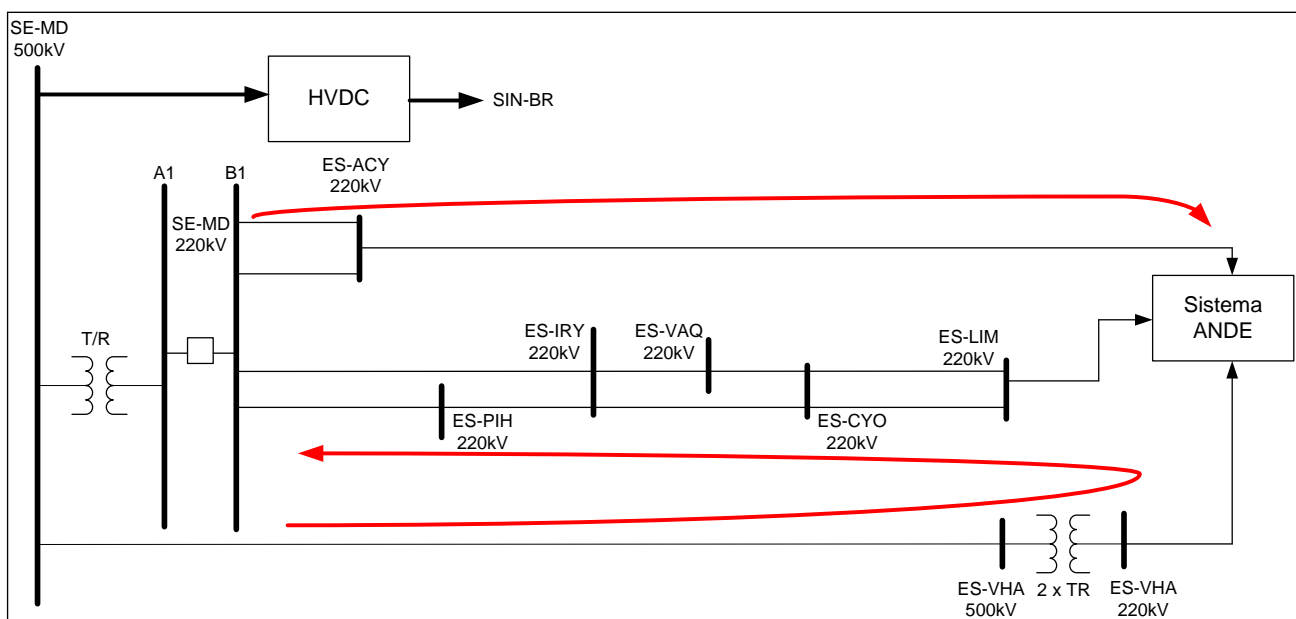 SE-MD
500kV
HVDC
SIN-BR
A1
B1
ES-ACY
220kV
SE-MD
220kV
Sistema
ANDE
T/R
ES-IRY
220kV
ES-VAQ
220kV
ES-LIM
220kV
ES-PIH
220kV
ES-CYO
220kV
ES-VHA
500kV
2 x TR
ES-VHA
220kV